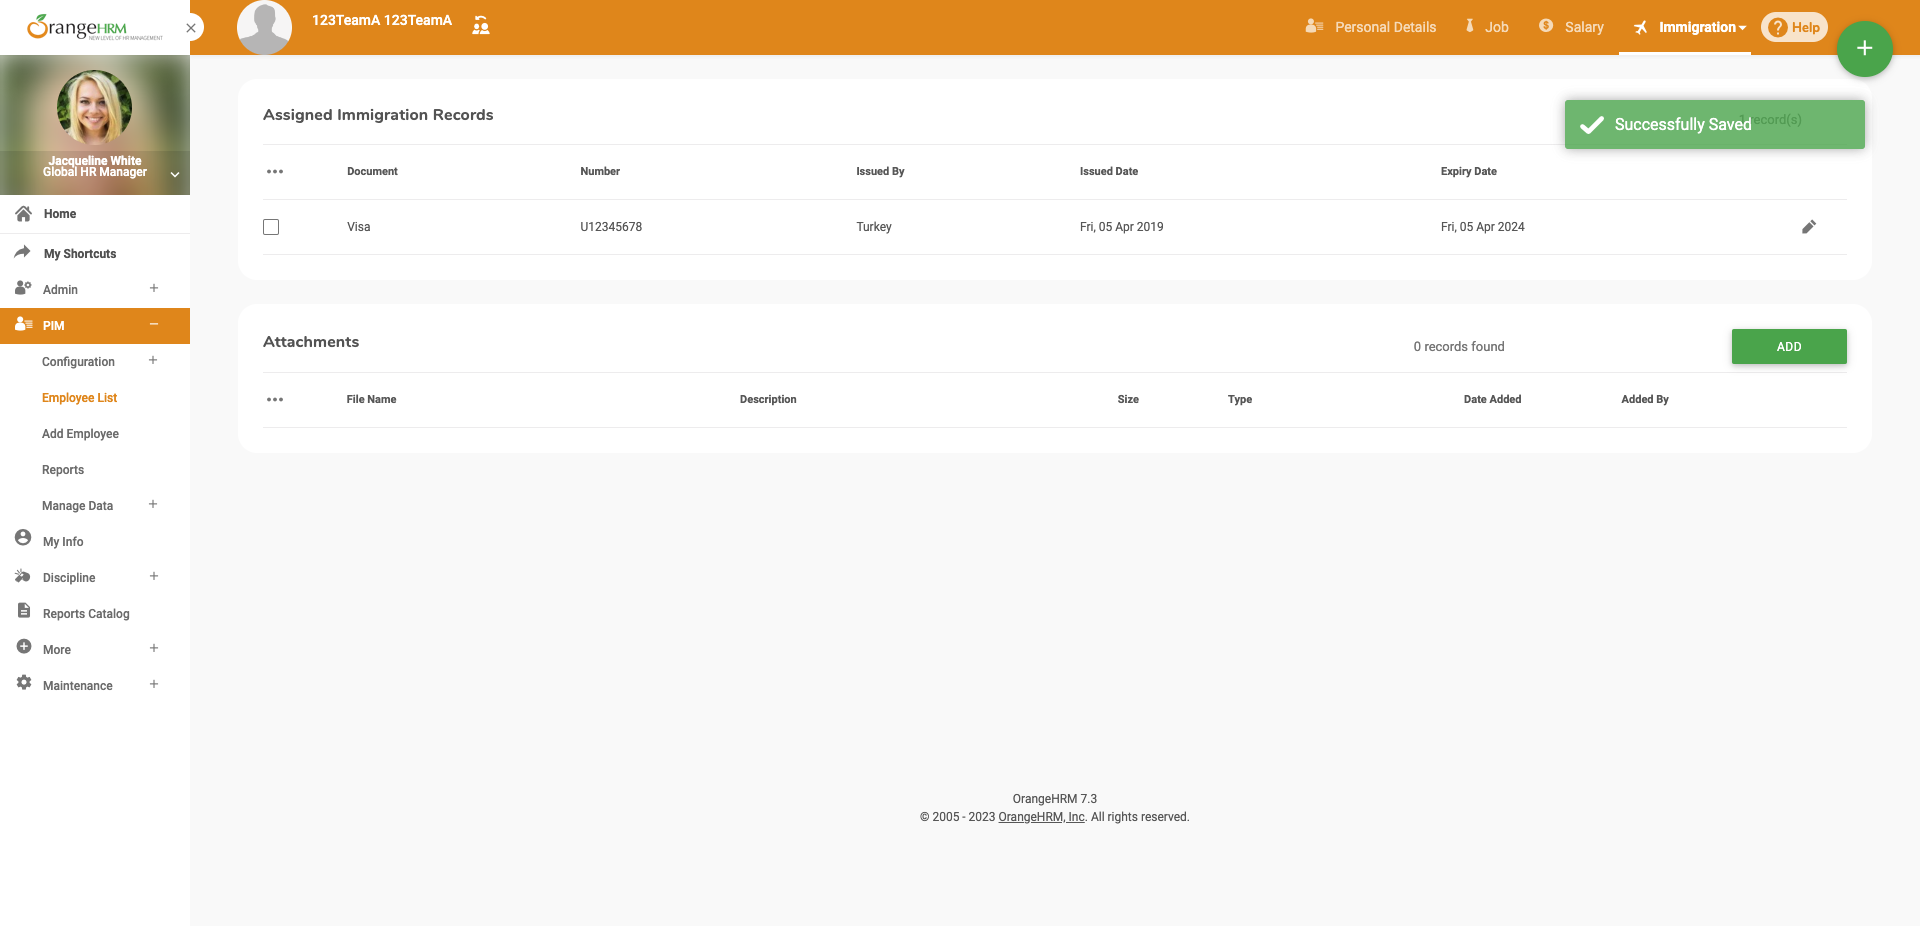 OrangeHRM
NEW LEVEL OF HR MANAGEMENT
Jacqueline White
Global HR Manager
Home
My Shortcuts
Admin
PIM
Configuration
Employee List
Add Employee
Reports
Manage Data
My Info
Discipline
Reports Catalog
More
Maintenance
123TeamA 123TeamA
Personal Details
Job
Salary
Immigration
? Help
+
Assigned Immigration Records
1 record(s)
Successfully Saved
Document Number Issued By Issued Date Expiry Date
Visa U12345678 Turkey Fri, 05 Apr 2019 Fri, 05 Apr 2024
Attachments
0 records found
ADD
File Name Description Size Type Date Added Added By
OrangeHRM 7.3
© 2005 - 2023 OrangeHRM, Inc. All rights reserved.